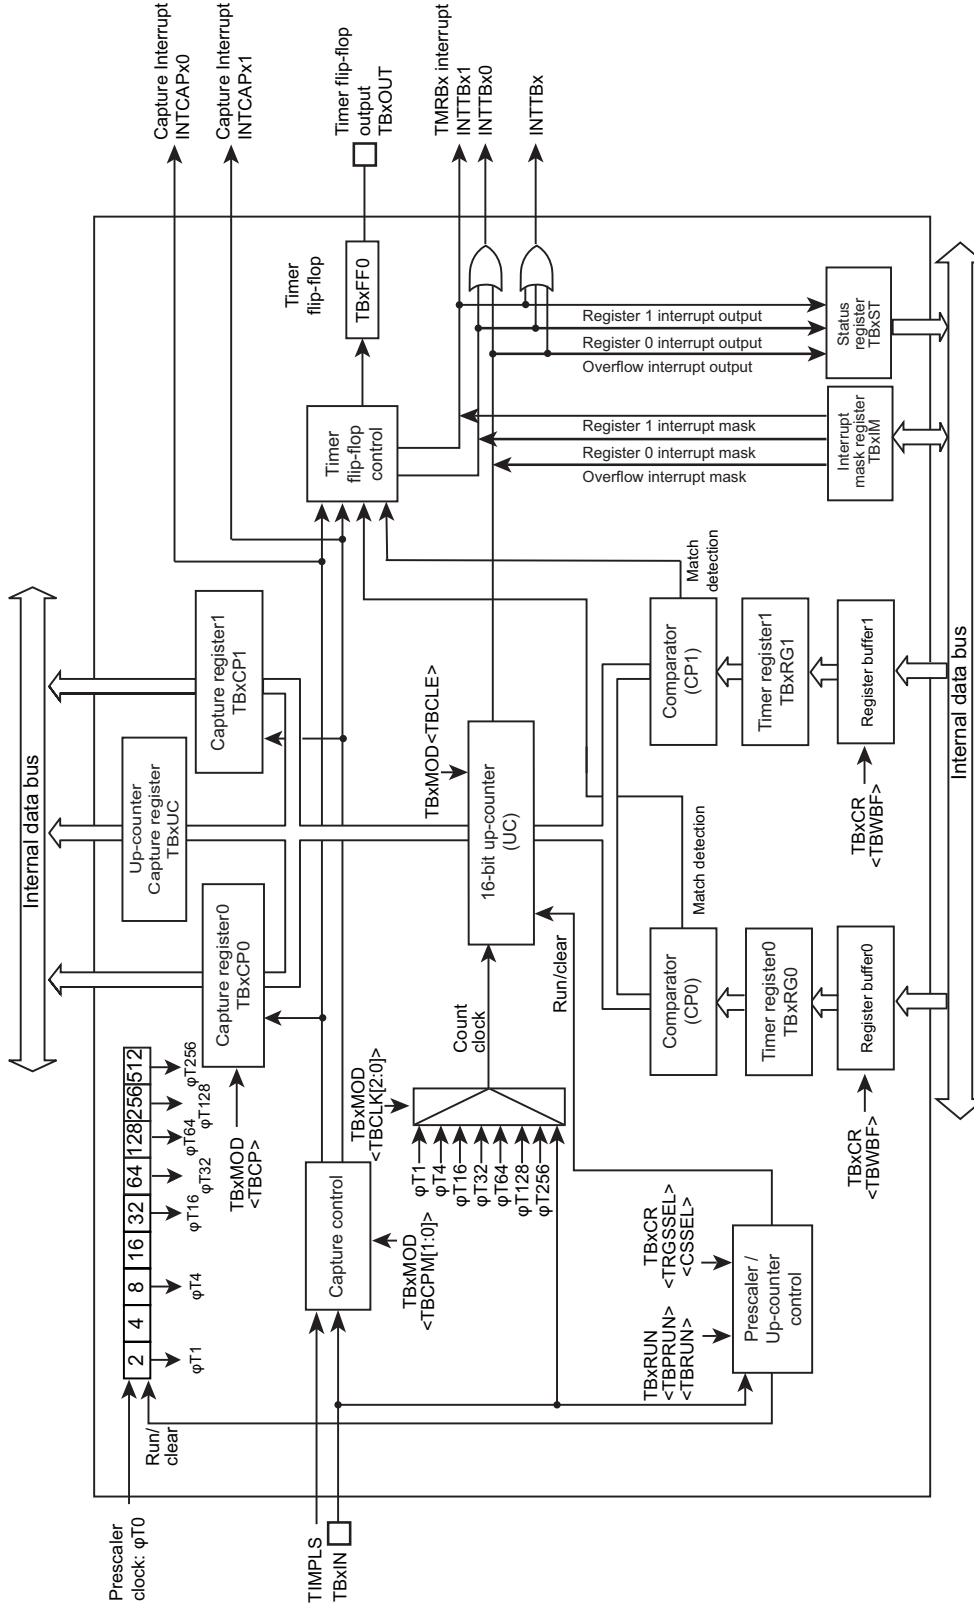 Internal data bus
Prescaler
clock: φT0
Run/
clear
2
4
8
16
32
64
128
256
512
φT1
φT4
φT16
φT32
φT64
φT128
φT256
TBxMOD
<TBCP>
Capture register0
TBxCP0
Up-counter
Capture register
TBxUC
Capture register1
TBxCP1
Capture Interrupt
INTCAPx0
Capture Interrupt
INTCAPx1
TIMPLS
TBxIN
Capture control
TBxMOD
<TBCPM[1:0]>
TBxMOD
<TBCLK[2:0]>
φT1
φT4
φT16
φT32
φT64
φT128
φT256
Count
clock
TBxMOD<TBCLE>
16-bit up-counter
(UC)
Run/clear
Timer
flip-flop
control
Timer
flip-flop
TBxFF0
Timer flip-flop
output
TBxOUT
TMRBx interrupt
INTTBx1
INTTBx0
INTTBx
TBxRUN
<TBPRUN>
<TBRUN>
TBxCR
<TRGSSEL>
<CSSEL>
Prescaler /
Up-counter
control
Match detection
Comparator
(CP0)
Timer register0
TBxRG0
Register buffer0
TBxCR
<TBWBF>
Match
detection
Comparator
(CP1)
Timer register1
TBxRG1
Register buffer1
TBxCR
<TBWBF>
Register 1 interrupt mask
Register 0 interrupt mask
Overflow interrupt mask
Interrupt
mask register
TBxIM
Register 1 interrupt output
Register 0 interrupt output
Overflow interrupt output
Status
register
TBxST
Internal data bus